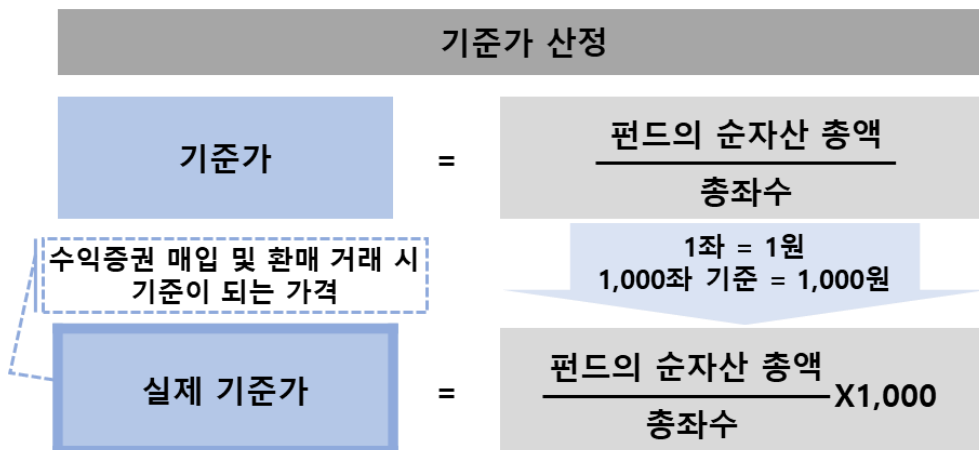 기준가 산정
기준가
=
펀드의 순자산 총액
총좌수
수익증권 매입 및 환매 거래 시
기준이 되는 가격
1좌 = 1원
1,000좌 기준 = 1,000원
실제 기준가
=
펀드의 순자산 총액
총좌수
X1,000